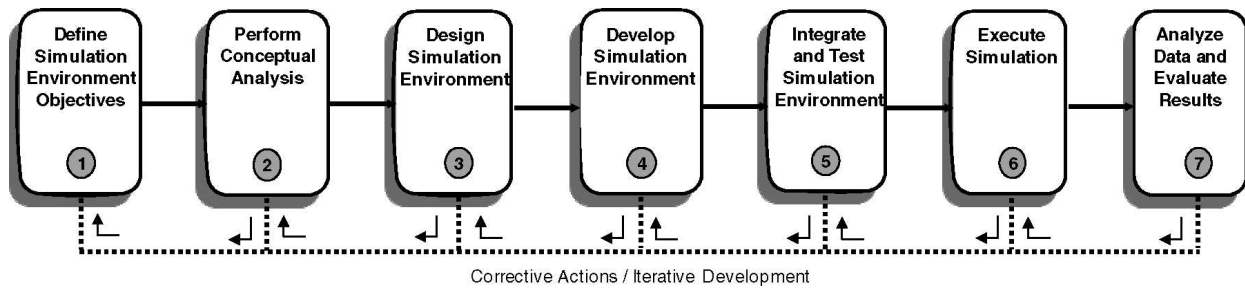 Define
Simulation
Environment
Objectives
1
Perform
Conceptual
Analysis
2
Design
Simulation
Environment
3
Develop
Simulation
Environment
4
Integrate
and Test
Simulation
Environment
5
Execute
Simulation
6
Analyze
Data and
Evaluate
Results
7
Corrective Actions / Iterative Development